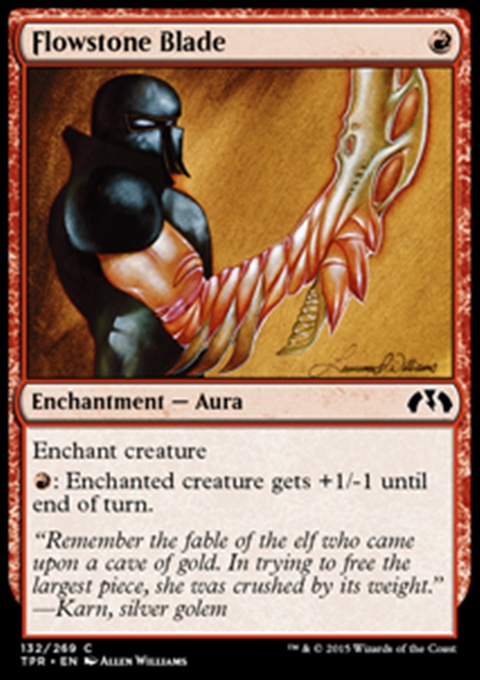 Flowstone Blade
Enchantment — Aura
Enchant creature
: Enchanted creature gets +1/-1 until
end of turn.
“Remember the fable of the elf who came
upon a cave of gold. In trying to free the
largest piece, she was crushed by its weight.”
—Karn, silver golem
132/269 C
™ & © 2015 Wizards of the Coast
TPR • EN Allen Williams